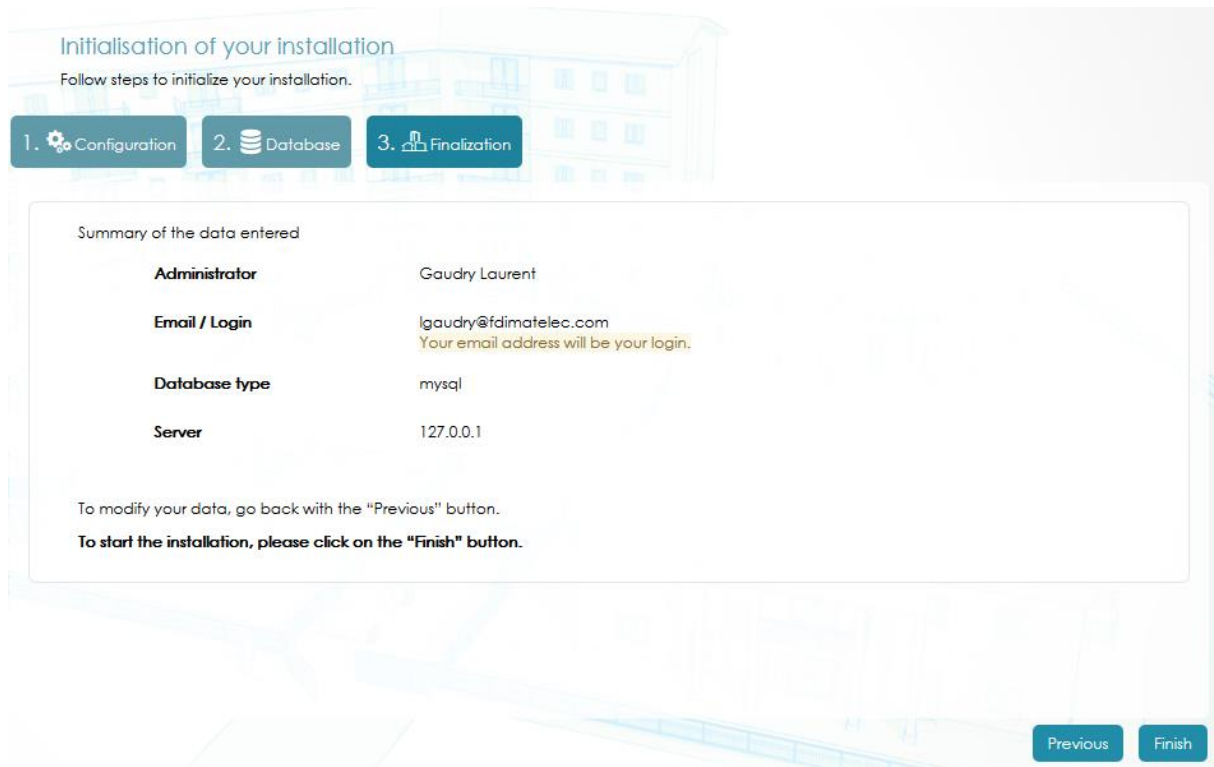 Initialisation of your installation
Follow steps to initialize your installation.
1. Configuration
2. Database
3. Finalization
Summary of the data entered
Administrator Gaudry Laurent
Email / Login lgaudry@fdimatelec.com
Your email address will be your login.
Database type mysql
Server 127.0.0.1
To modify your data, go back with the “Previous” button.
To start the installation, please click on the “Finish” button.
Previous Finish